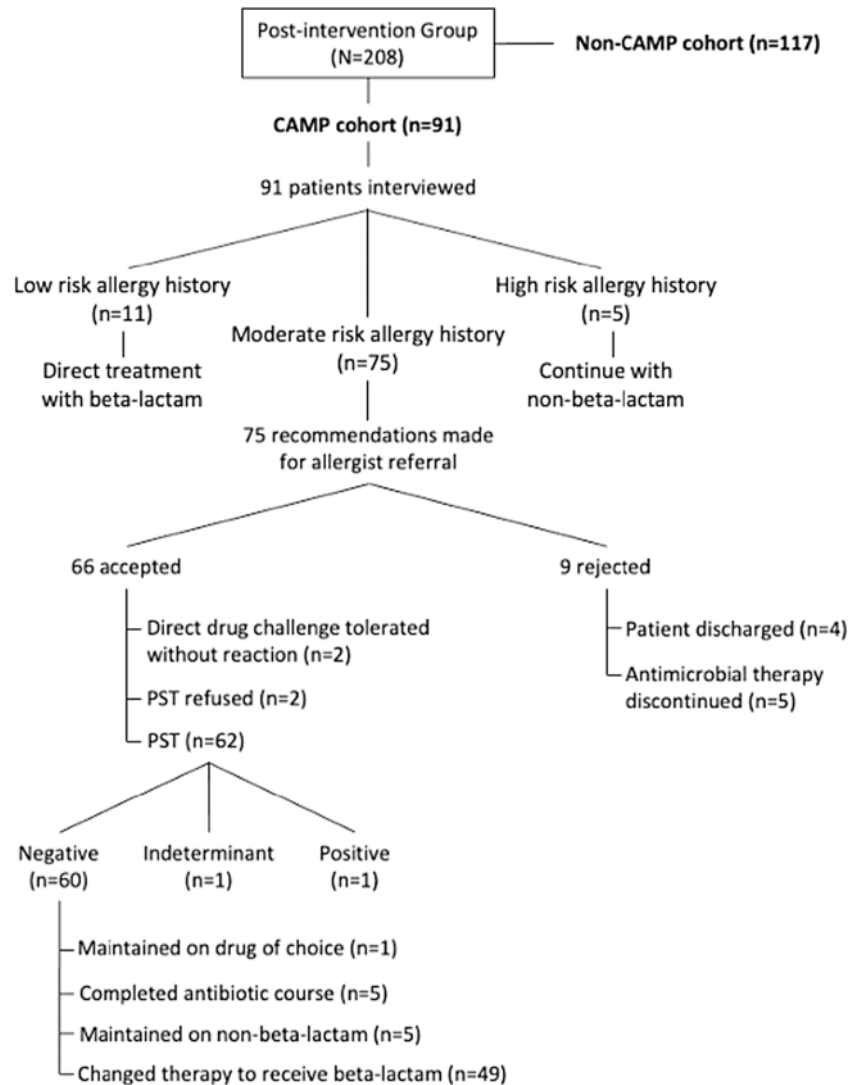 Post-intervention Group
(N=208)
Non-CAMP cohort (n=117)
CAMP cohort (n=91)
91 patients interviewed
Low risk allergy history
(n=11)
Direct treatment
with beta-lactam
Moderate risk allergy history
(n=75)
High risk allergy history
(n=5)
Continue with
non-beta-lactam
75 recommendations made
for allergist referral
66 accepted
Direct drug challenge tolerated
without reaction (n=2)
PST refused (n=2)
PST (n=62)
9 rejected
Patient discharged (n=4)
Antimicrobial therapy
discontinued (n=5)
Negative
(n=60)
Indeterminant
(n=1)
Positive
(n=1)
Maintained on drug of choice (n=1)
Completed antibiotic course (n=5)
Maintained on non-beta-lactam (n=5)
Changed therapy to receive beta-lactam (n=49)